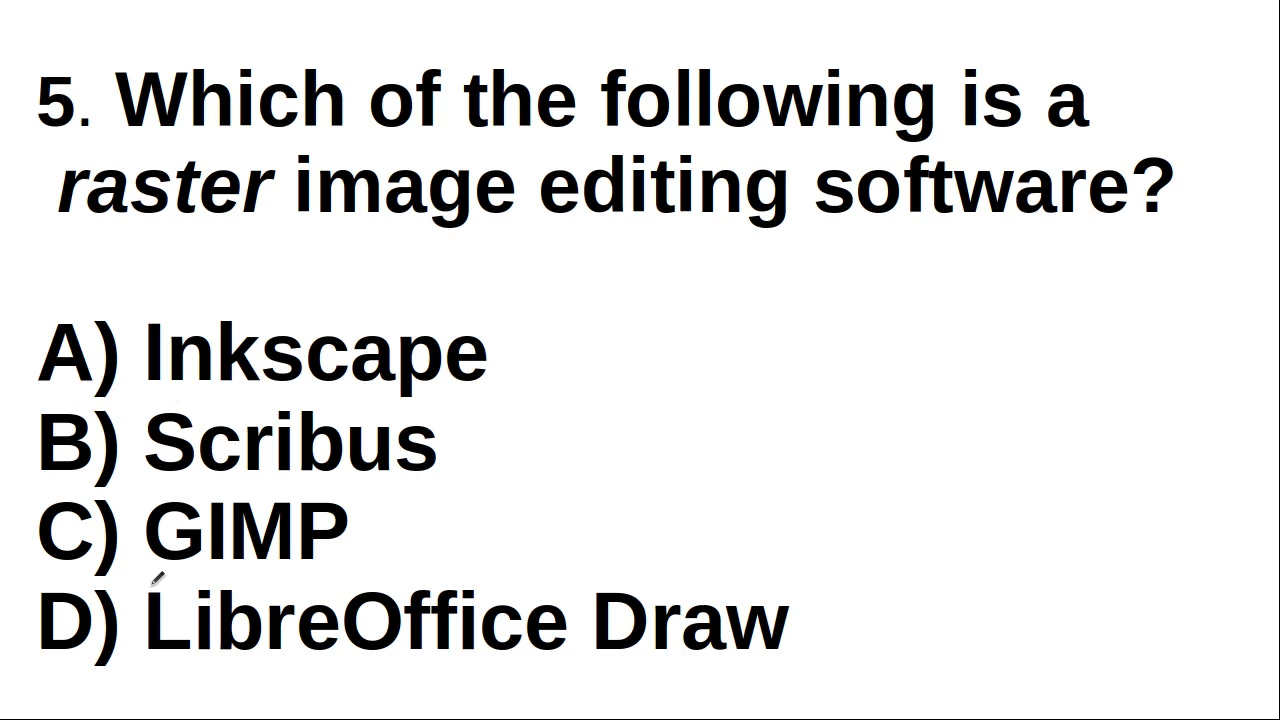 5. Which of the following is a
raster image editing software?
A) Inkscape
B) Scribus
C) GIMP
D) LibreOffice Draw